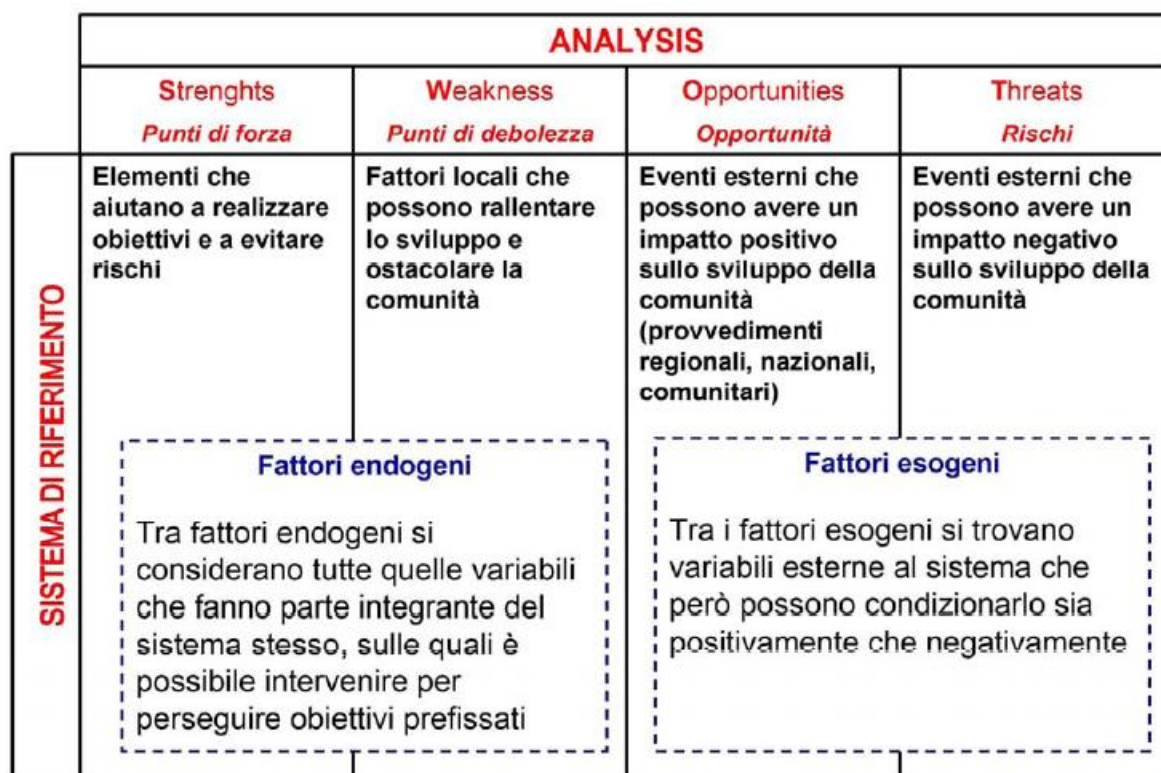 ANALYSIS
Strenghts
Punti di forza
Weakness
Punti di debolezza
Opportunities
Opportunità
Threats
Rischi
SISTEMA DI RIFERIMENTO
Elementi che
aiutano a realizzare
obiettivi e a evitare
rischi
Fattori locali che
possono rallentare
lo sviluppo e
ostacolare la
comunità
Eventi esterni che
possono avere un
impatto positivo
sullo sviluppo della
comunità
(provvedimenti
regionali, nazionali,
comunitari)
Eventi esterni che
possono avere un
impatto negativo
sullo sviluppo della
comunità
Fattori endogeni
Tra fattori endogeni si
considerano tutte quelle variabili
che fanno parte integrante del
sistema stesso, sulle quali è
possibile intervenire per
perseguire obiettivi prefissati
Fattori esogeni
Tra i fattori esogeni si trovano
variabili esterne al sistema che
però possono condizionarlo sia
positivamente che negativamente